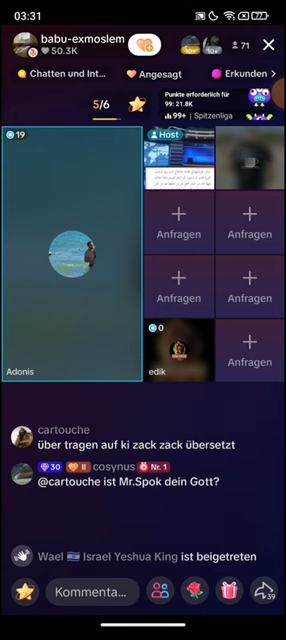 03:31
77
babu-exmoslem
50.3K
71
Chatten und Int...
Angesagt
Erkunden
5/6
Punkte erforderlich für
99: 21.8K
99+ | Spitzenliga
19
Host
Anfragen
Anfragen
Anfragen
Anfragen
0
Adonis
edik
Anfragen
cartouche
über tragen auf ki zack zack übersetzt
30 II cosynus Nr. 1
@cartouche ist Mr.Spok dein Gott?
Wael 🇮🇱 Israel Yeshua King ist beigetreten
Kommenta...
39